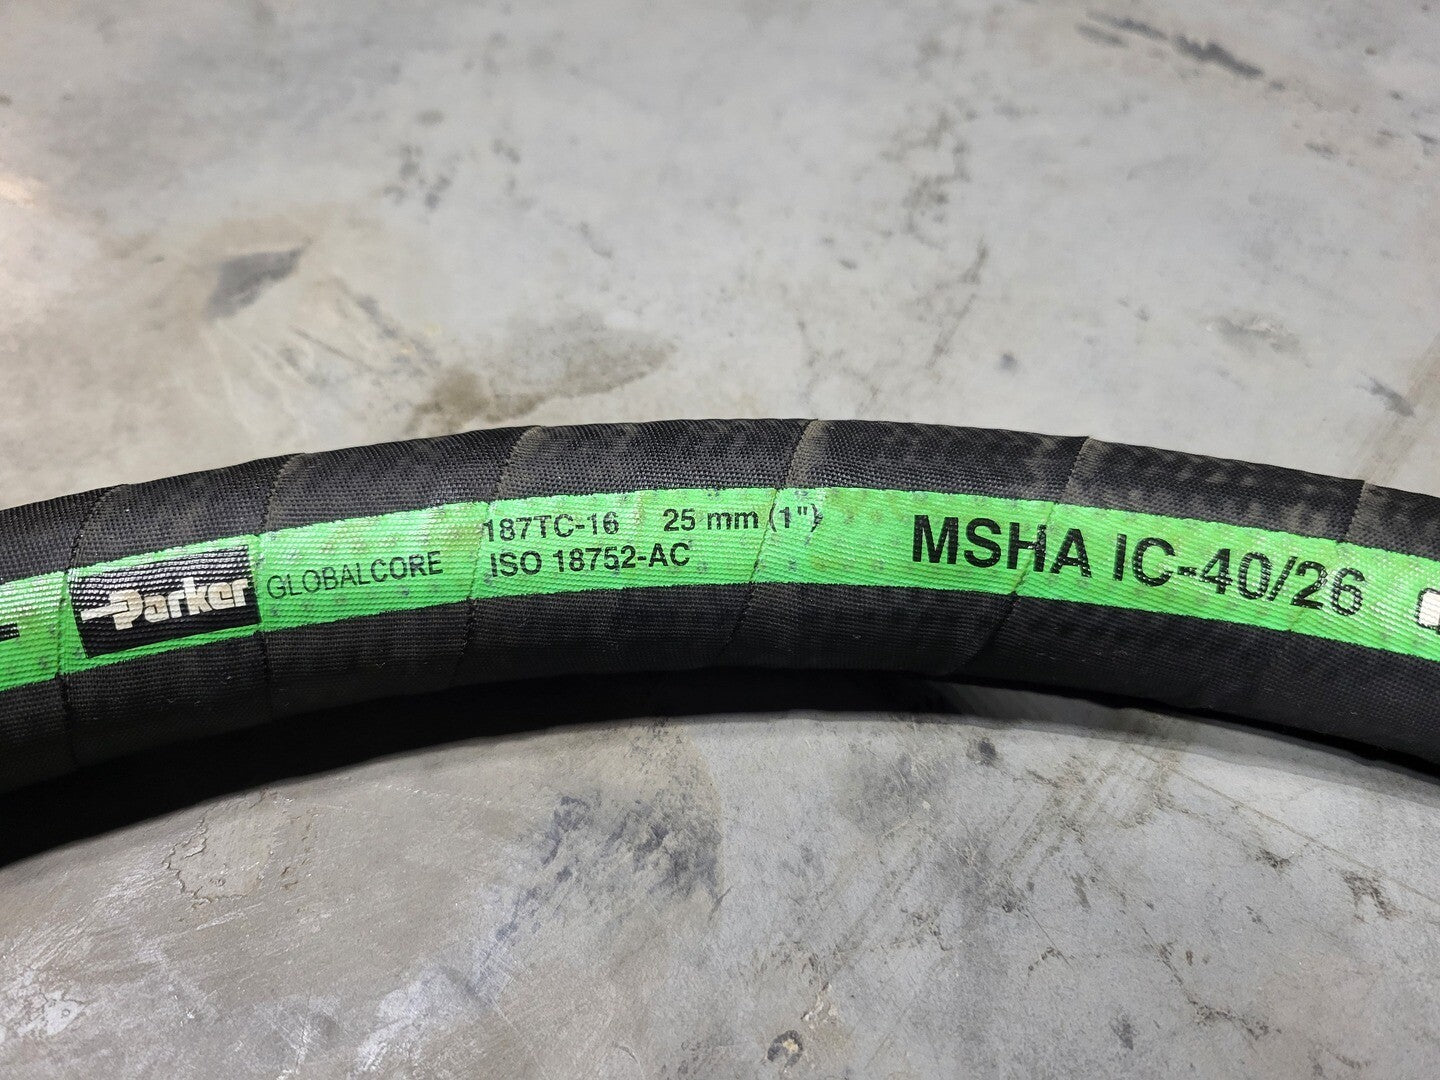 Parker
GLOBALCORE
187TC-16 25 mm (1")
ISO 18752-AC
MSHA IC-40/26